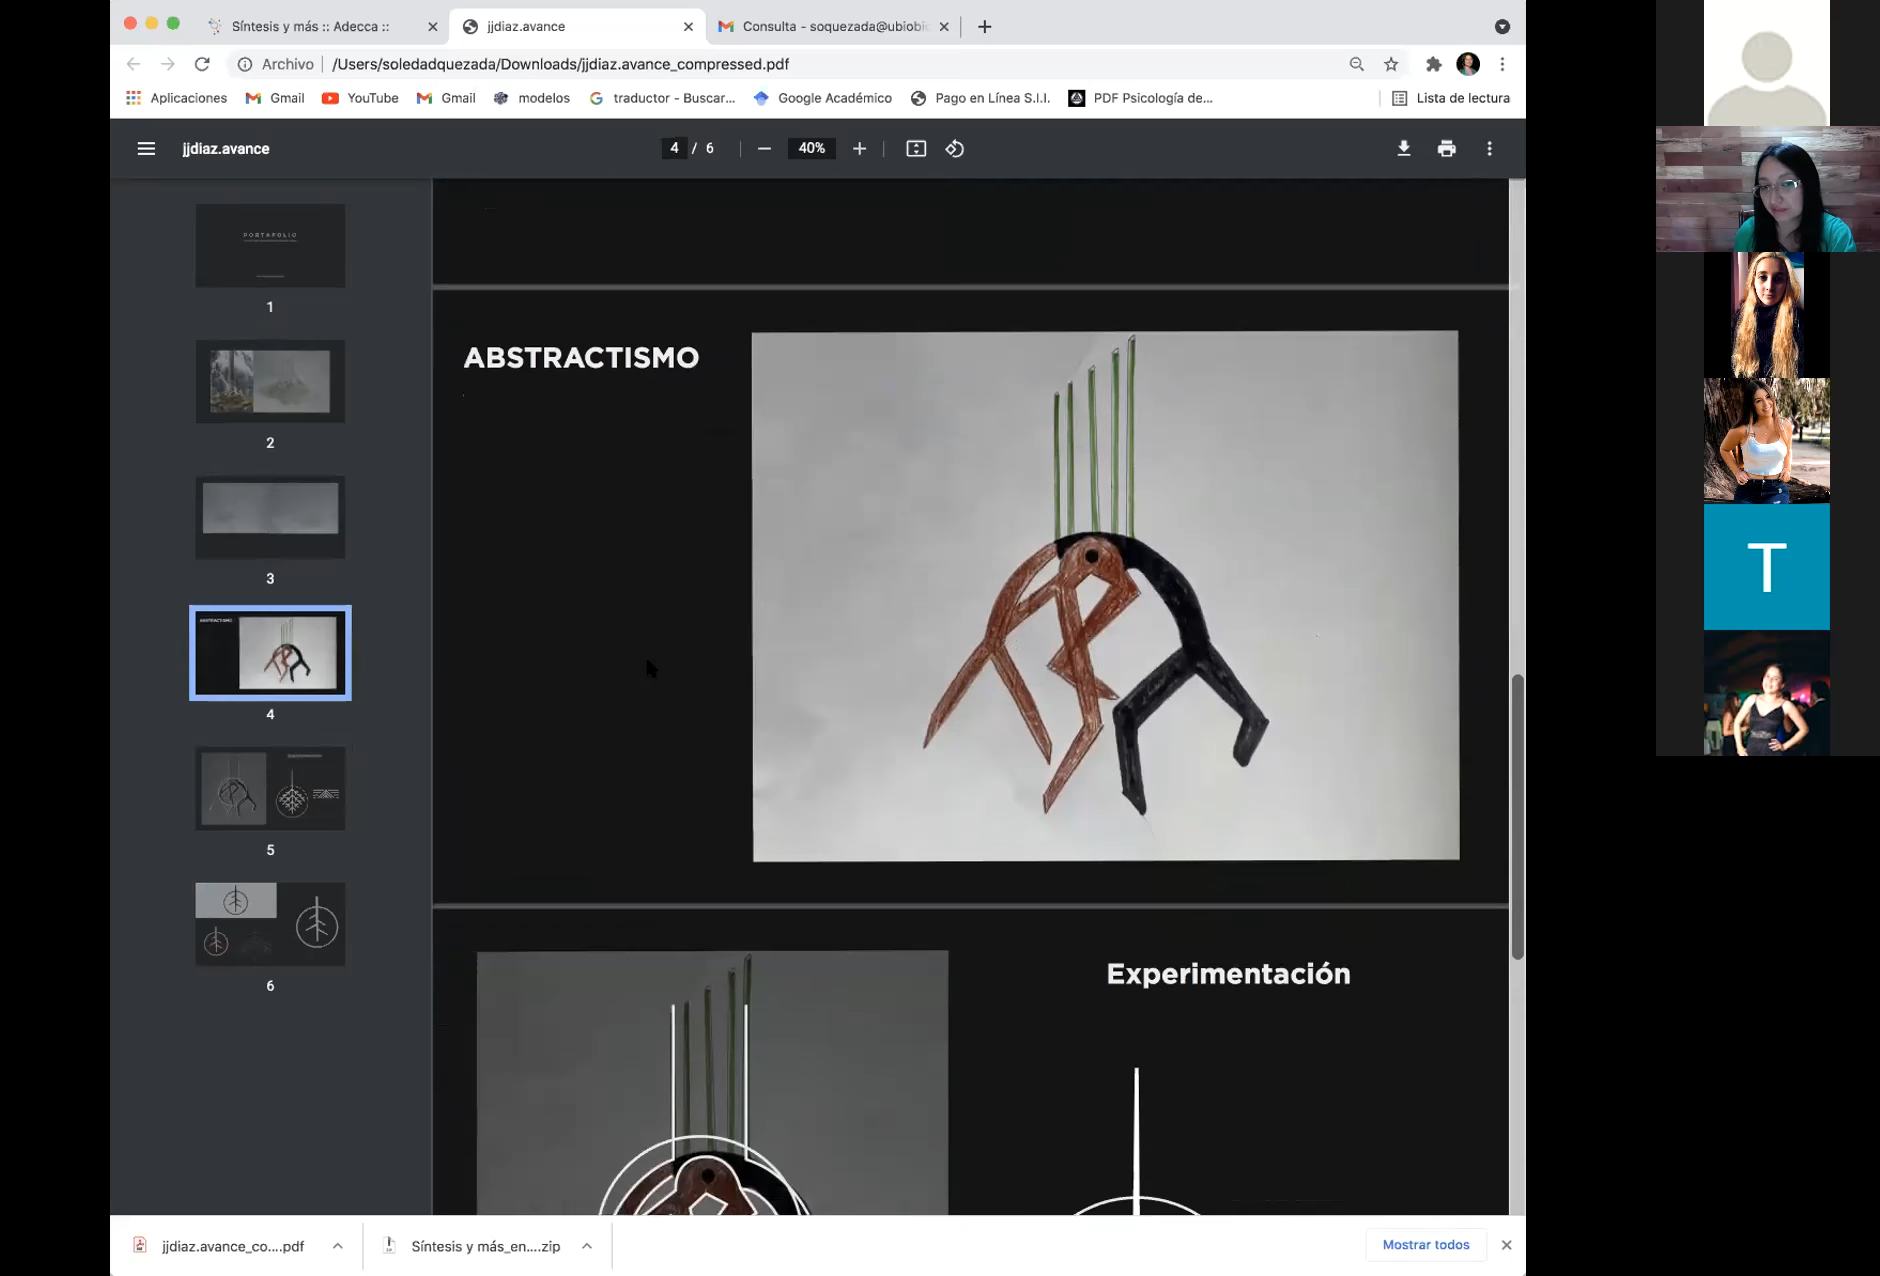 Síntesis y más :: Adecca ::
jjdiaz.avance
Consulta - soquezada@ubiobi
Archivo | /Users/soledadquezada/Downloads/jjdiaz.avance_compressed.pdf
Aplicaciones Gmail YouTube Gmail modelos traductor - Buscar... Google Académico Pago en Línea S.I.I. PDF Psicología de... Lista de lectura
jjdiaz.avance
4 / 6
40%
PORTAFOLIO
1
2
3
ABSTRACTISMO
4
5
6
ABSTRACTISMO
Experimentación
T
jjdiaz.avance_co....pdf
Síntesis y más_en....zip
Mostrar todos